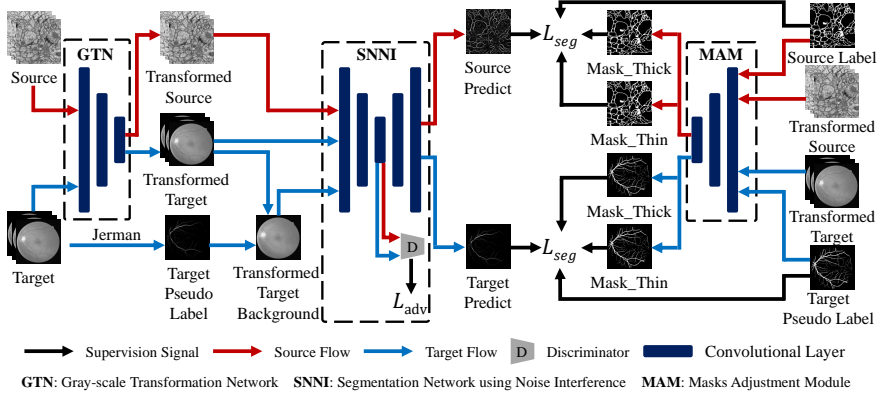 GTN
SNNI
MAM
Source
Transformed
Source
Source
Predict
L_seg
Mask_Thick
Source Label
Mask_Thin
Transformed
Source
Transformed
Target
Mask_Thick
Transformed
Target
Jerman
Target
Target
Pseudo
Label
Transformed
Target
Background
D
L_adv
Target
Predict
L_seg
Mask_Thin
Target
Pseudo Label
Supervision Signal
Source Flow
Target Flow
D
Discriminator
Convolutional Layer
GTN: Gray-scale Transformation Network SNNI: Segmentation Network using Noise Interference MAM: Masks Adjustment Module